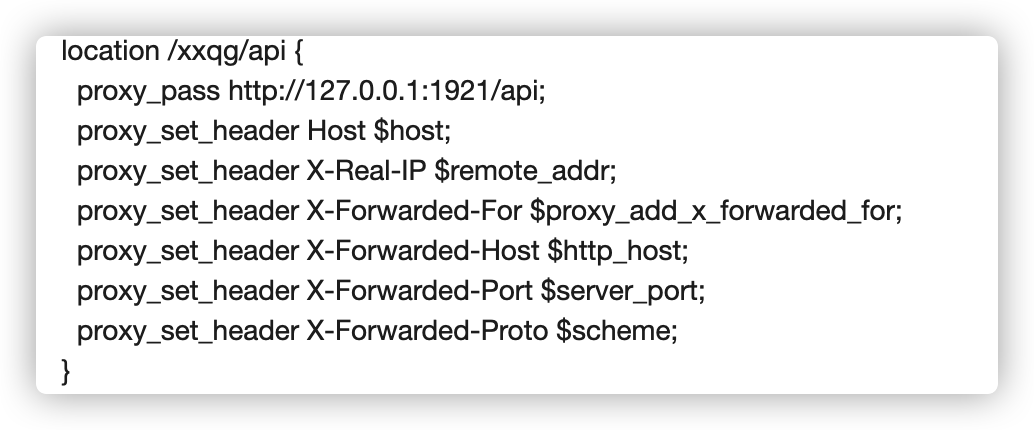 location /xxqg/api {
proxy_pass http://127.0.0.1:1921/api;
proxy_set_header Host $host;
proxy_set_header X-Real-IP $remote_addr;
proxy_set_header X-Forwarded-For $proxy_add_x_forwarded_for;
proxy_set_header X-Forwarded-Host $http_host;
proxy_set_header X-Forwarded-Port $server_port;
proxy_set_header X-Forwarded-Proto $scheme;
}